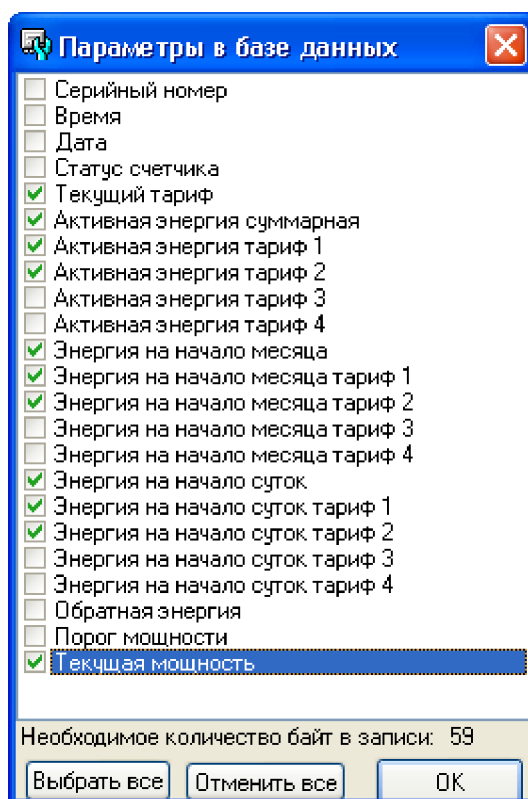 Параметры в базе данных
Серийный номер
Время
Дата
Статус счетчика
Текущий тариф
Активная энергия суммарная
Активная энергия тариф 1
Активная энергия тариф 2
Активная энергия тариф 3
Активная энергия тариф 4
Энергия на начало месяца
Энергия на начало месяца тариф 1
Энергия на начало месяца тариф 2
Энергия на начало месяца тариф 3
Энергия на начало месяца тариф 4
Энергия на начало суток
Энергия на начало суток тариф 1
Энергия на начало суток тариф 2
Энергия на начало суток тариф 3
Энергия на начало суток тариф 4
Обратная энергия
Порог мощности
Текущая мощность
Необходимое количество байт в записи: 59
Выбрать все Отменить все OK